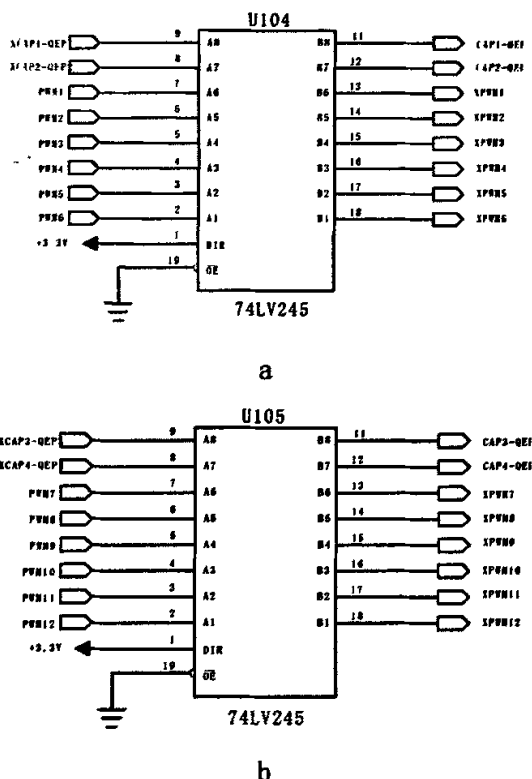 U104
XCAP1-QEP 9 A8 B8 11 CAP1-QEP
XCAP2-QEP 8 A7 B7 12 CAP2-QEP
PWM1 7 A6 B6 13 XPWM1
PWM2 6 A5 B5 14 XPWM2
PWM3 5 A4 B4 15 XPWM3
PWM4 4 A3 B3 16 XPWM4
PWM5 3 A2 B2 17 XPWM5
PWM6 2 A1 B1 18 XPWM6
+3.3V 1 DIR
19 OE
74LV245
a
U105
XCAP3-QEP 9 A8 B8 11 CAP3-QEP
XCAP4-QEP 8 A7 B7 12 CAP4-QEP
PWM7 7 A6 B6 13 XPWM7
PWM8 6 A5 B5 14 XPWM8
PWM9 5 A4 B4 15 XPWM9
PWM10 4 A3 B3 16 XPWM10
PWM11 3 A2 B2 17 XPWM11
PWM12 2 A1 B1 18 XPWM12
+3.3V 1 DIR
19 OE
74LV245
b